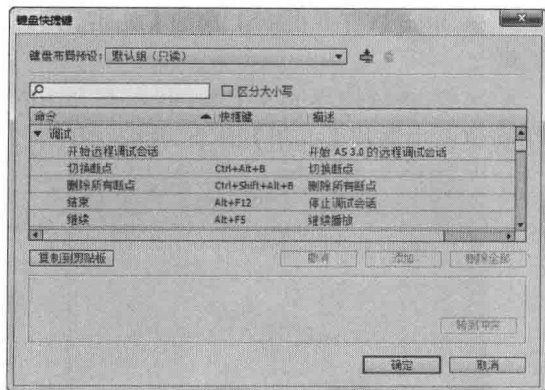 键盘快捷键
键盘布局预设: 默认组（只读）
区分大小写
命令 快捷键 描述
调试
开始远程调试会话 开始 AS 3.0 的远程调试会话
切换断点 Ctrl+Alt+B 切换断点
删除所有断点 Ctrl+Shift+Alt+B 删除所有断点
结束 Alt+F12 停止调试会话
继续 Alt+F5 继续播放
复制到剪贴板 撤消 添加 删除全部
转到冲突
确定 取消